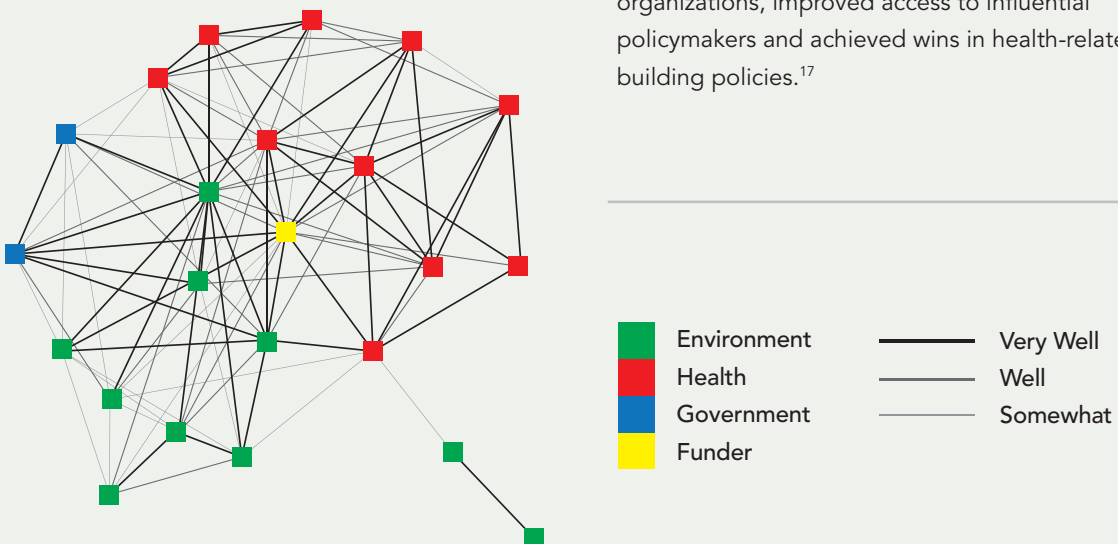 organizations, improved access to influential
policymakers and achieved wins in health-relate
building policies.17
Environment
Health
Government
Funder
Very Well
Well
Somewhat